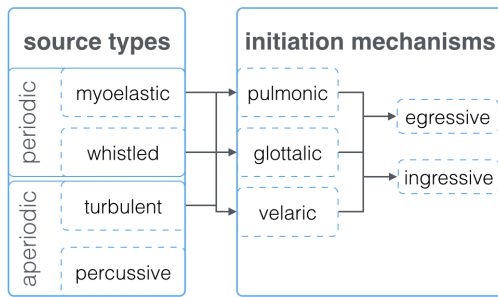 source types
periodic
myoelastic
whistled
aperiodic
turbulent
percussive
initiation mechanisms
pulmonic
glottalic
velaric
egressive
ingressive